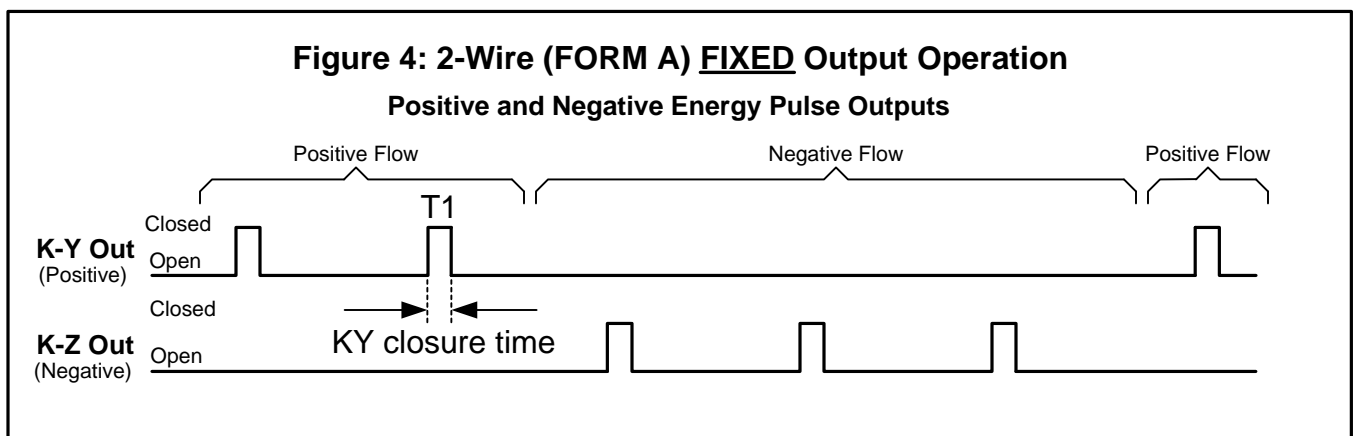 Figure 4: 2-Wire (FORM A) FIXED Output Operation
Positive and Negative Energy Pulse Outputs
Positive Flow
Negative Flow
Positive Flow
T1
Closed
K-Y Out
(Positive)
Open
Closed
KY closure time
K-Z Out
(Negative)
Open